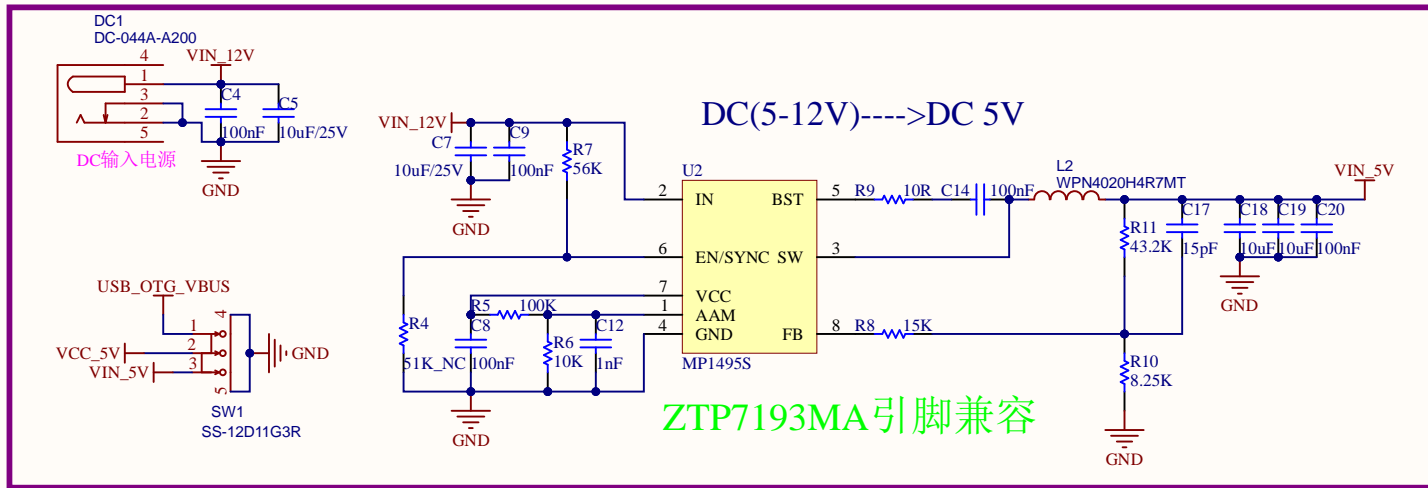 DC1
DC-044A-A200
4
VIN_12V
1
3
2
5
C4
100nF
C5
10uF/25V
DC输入电源
GND
DC(5-12V)---->DC 5V
VIN_12V
C7
10uF/25V
C9
100nF
R7
56K
GND
U2
2
IN
BST
5
6
EN/SYNC
SW
3
7
VCC
1
AAM
4
GND
FB
8
MP1495S
R9
10R
C14
100nF
L2
WPN4020H4R7MT
VIN_5V
R11
43.2K
C17
15pF
C18
10uF
C19
10uF
C20
100nF
GND
R8
15K
R10
8.25K
GND
R4
51K_NC
R5
100K
C8
100nF
R6
10K
C12
1nF
GND
USB_OTG_VBUS
VCC_5V
VIN_5V
1
2
3
4
5
GND
SW1
SS-12D11G3R
ZTP7193MA引脚兼容